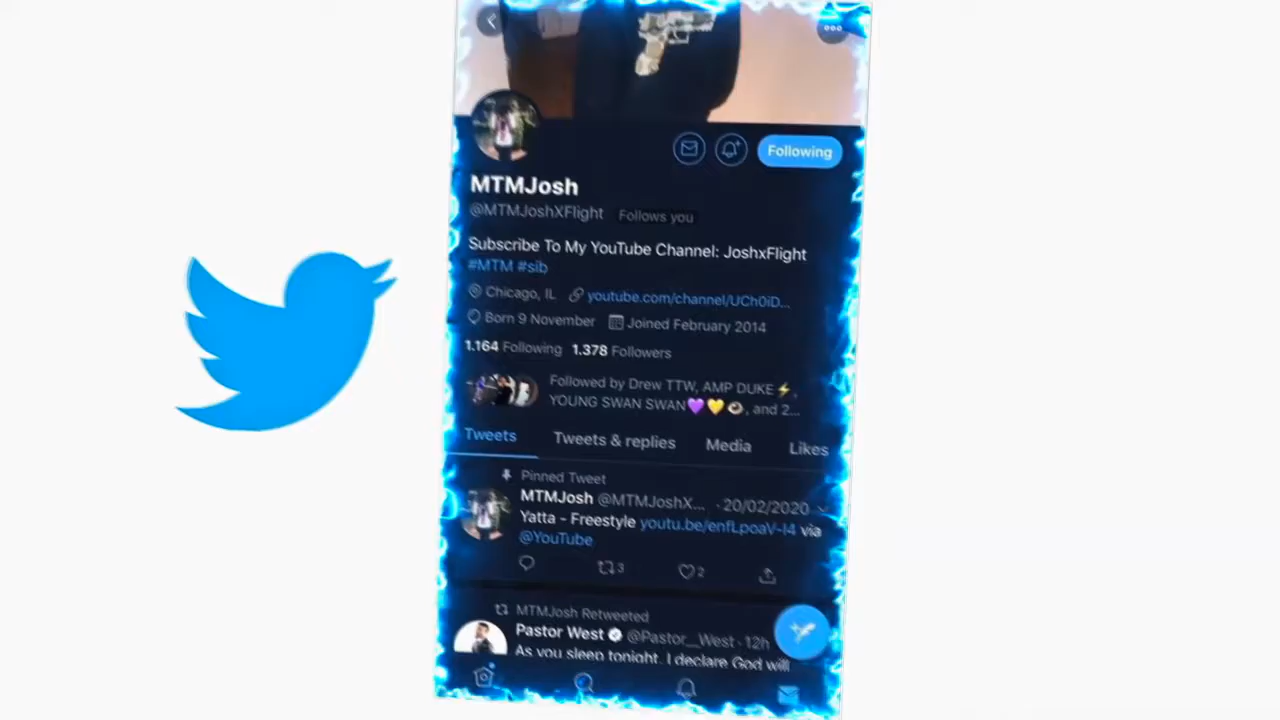 Following
MTMJosh
@MTMJoshXFlight Follows you
Subscribe To My YouTube Channel: JoshxFlight
#MTM #sib
Chicago, IL youtube.com/channel/UCh0iD...
Born 9 November Joined February 2014
1.164 Following 1.378 Followers
Followed by Drew TTW, AMP DUKE⚡,
YOUNG SWAN SWAN💜💛🍛, and 2...
Tweets Tweets & replies Media Likes
Pinned Tweet
MTMJosh @MTMJoshX... · 20/02/2020
Yatta - Freestyle youtu.be/enfLpoaV-I4 via
@YouTube
3 2
MTMJosh Retweeted
Pastor West @Pastor__West · 12h
As you sleep tonight, I declare God will